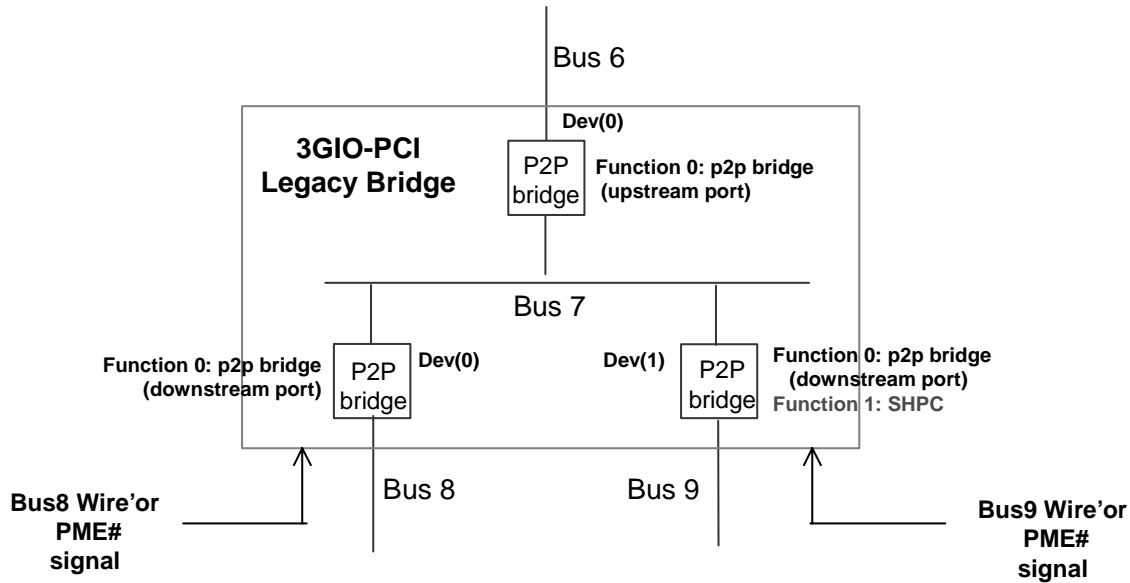 Bus 6
3GIO-PCI
Legacy Bridge
Dev(0)
P2P
bridge
Function 0: p2p bridge
(upstream port)
Bus 7
Function 0: p2p bridge
(downstream port)
P2P
bridge
Dev(0)
Dev(1)
P2P
bridge
Function 0: p2p bridge
(downstream port)
Function 1: SHPC
Bus 8
Bus 9
Bus8 Wire’or
PME#
signal
Bus9 Wire’or
PME#
signal